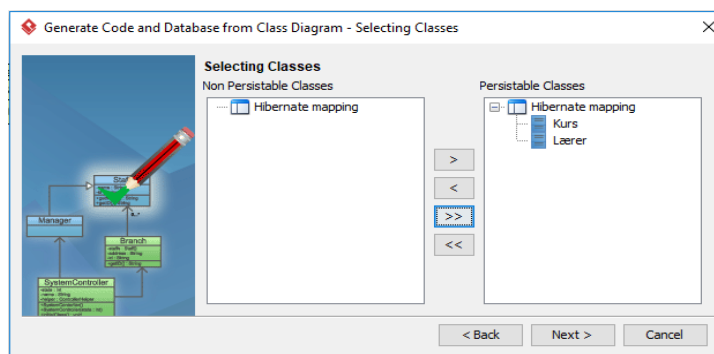 Generate Code and Database from Class Diagram - Selecting Classes
Selecting Classes
Non Persistable Classes
Hibernate mapping
Persistable Classes
Hibernate mapping
Kurs
Lærer
>
<
>>
<<
Manager
Branch
SystemController
< Back
Next >
Cancel